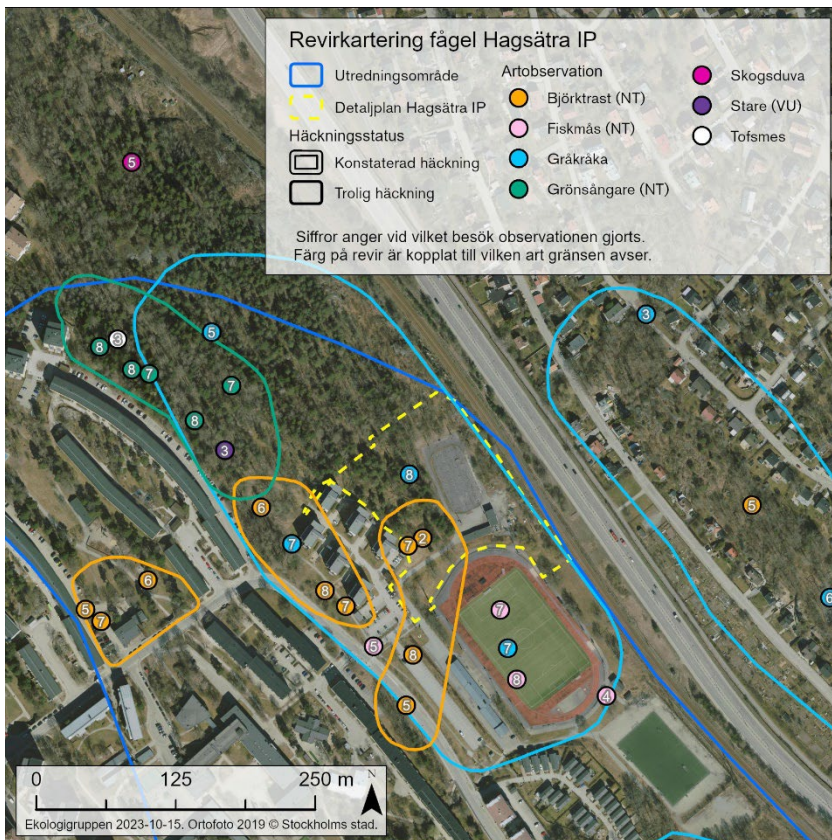 Revirkartering fågel Hagsätra IP
Utredningsområde
Detaljplan Hagsätra IP
Häckningsstatus
Konstaterad häckning
Trolig häckning
Artobservation
Björktrast (NT)
Fiskmås (NT)
Gråkråka
Grönsångare (NT)
Skogsduva
Stare (VU)
Tofsmes
Siffror anger vid vilket besök observationen gjorts.
Färg på revir är kopplat till vilken art gränsen avser.
5
3
5
3
8
8
7
7
8
3
8
5
6
2
7
7
6
8
7
5
7
6
7
5
7
8
8
4
5
0 125 250 m
N
Ekologigruppen 2023-10-15. Ortofoto 2019 © Stockholms stad.